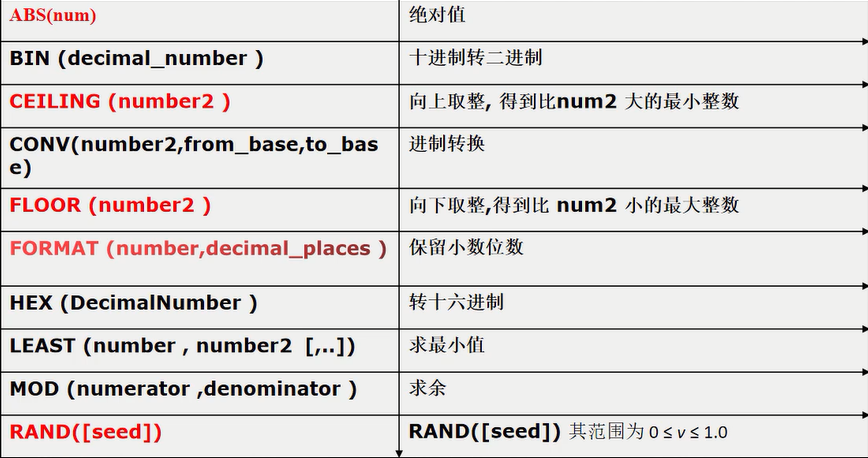 ABS(num) 绝对值
BIN (decimal_number ) 十进制转二进制
CEILING (number2 ) 向上取整, 得到比num2 大的最小整数
CONV(number2,from_base,to_bas 进制转换
e)
FLOOR (number2 ) 向下取整,得到比 num2 小的最大整数
FORMAT (number,decimal_places ) 保留小数位数
HEX (DecimalNumber ) 转十六进制
LEAST (number , number2 [,..]) 求最小值
MOD (numerator ,denominator ) 求余
RAND([seed]) RAND([seed]) 其范围为 0 ≤ v ≤ 1.0